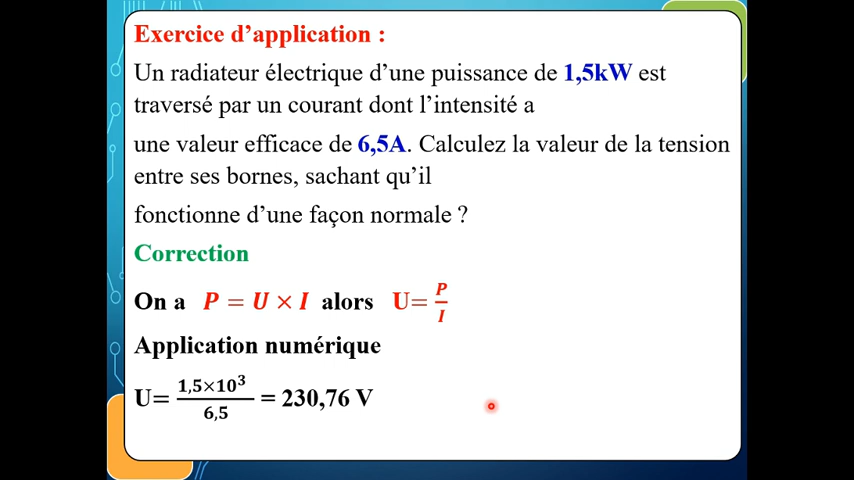 Exercice d’application :
Un radiateur électrique d’une puissance de 1,5kW est
traversé par un courant dont l’intensité a
une valeur efficace de 6,5A. Calculez la valeur de la tension
entre ses bornes, sachant qu’il
fonctionne d’une façon normale ?
Correction
On a P = U × I alors U= P/I
Application numérique
U= 1,5×10³/6,5 = 230,76 V